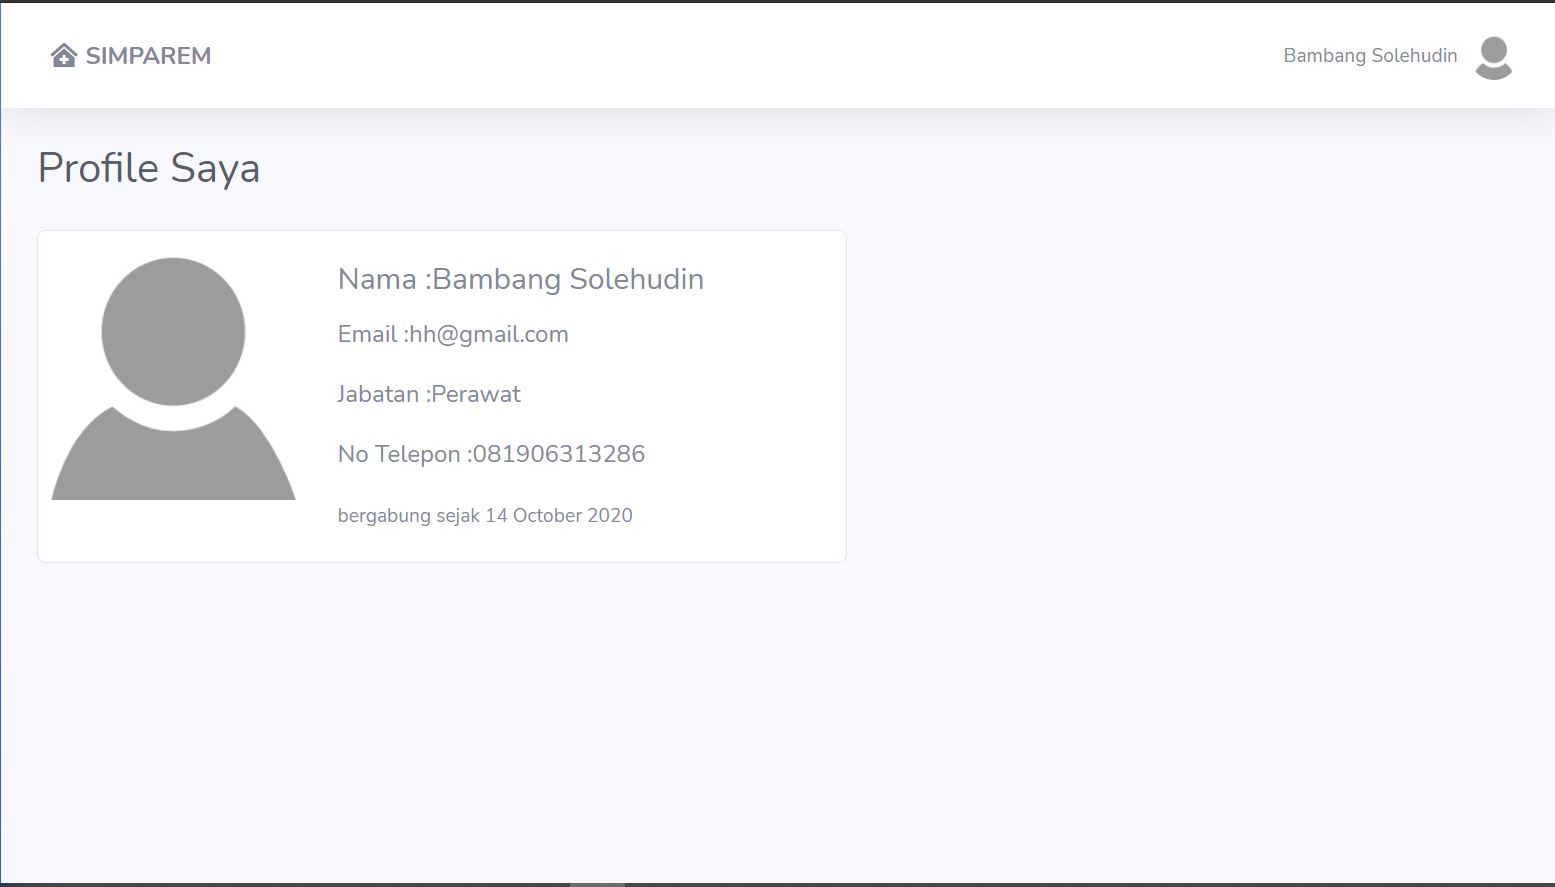 SIMPAREM
Bambang Solehudin
Profile Saya
Nama :Bambang Solehudin
Email :hh@gmail.com
Jabatan :Perawat
No Telepon :081906313286
bergabung sejak 14 October 2020